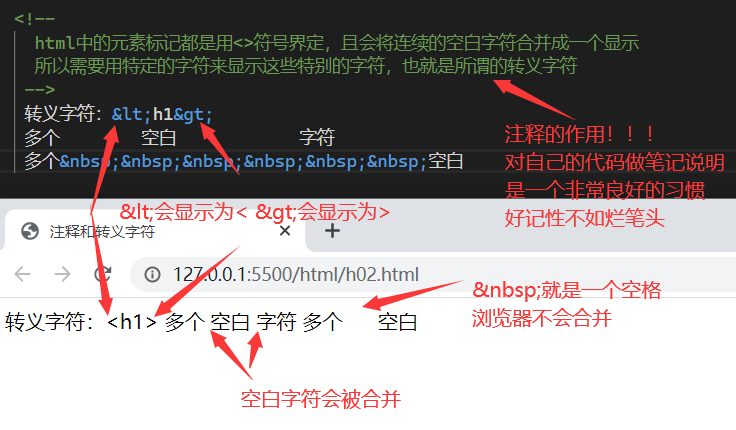 <!--
html中的元素标记都是用<>符号界定，且会将连续的空白字符合并成一个显示
所以需要用特定的字符来显示这些特别的字符，也就是所谓的转义字符
-->
转义字符：&lt;h1&gt;
多个 空白 字符
多个&nbsp;&nbsp;&nbsp;&nbsp;&nbsp;&nbsp;空白
注释的作用！！！
对自己的代码做笔记说明
是一个非常良好的习惯
好记性不如烂笔头
&lt;会显示为< &gt;会显示为>
注释和转义字符
127.0.0.1:5500/html/h02.html
&nbsp;就是一个空格
浏览器不会合并
转义字符：<h1> 多个 空白 字符 多个 空白
空白字符会被合并